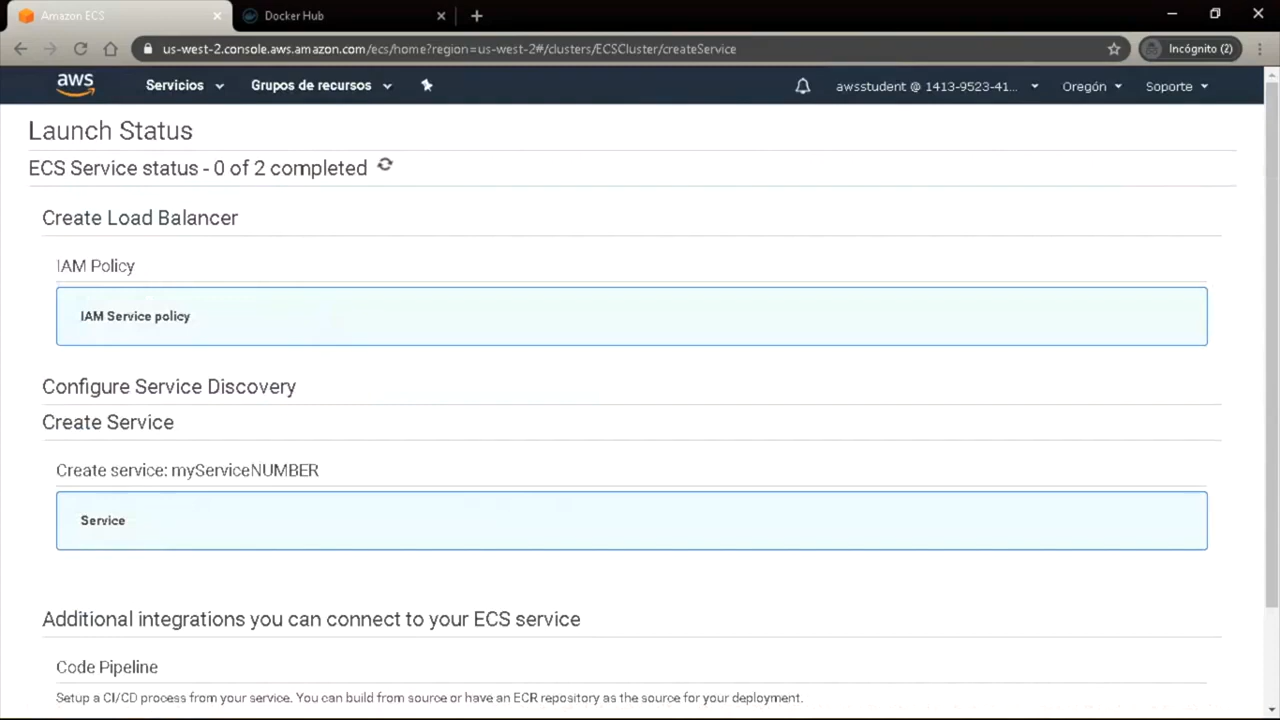 Amazon ECS
Docker Hub
us-west-2.console.aws.amazon.com/ecs/home?region=us-west-2#/clusters/ECSCluster/createService
Incógnito (2)
aws
Servicios
Grupos de recursos
awsstudent @ 1413-9523-41...
Oregón
Soporte
Launch Status
ECS Service status - 0 of 2 completed
Create Load Balancer
IAM Policy
IAM Service policy
Configure Service Discovery
Create Service
Create service: myServiceNUMBER
Service
Additional integrations you can connect to your ECS service
Code Pipeline
Setup a CI/CD process from your service. You can build from source or have an ECR repository as the source for your deployment.